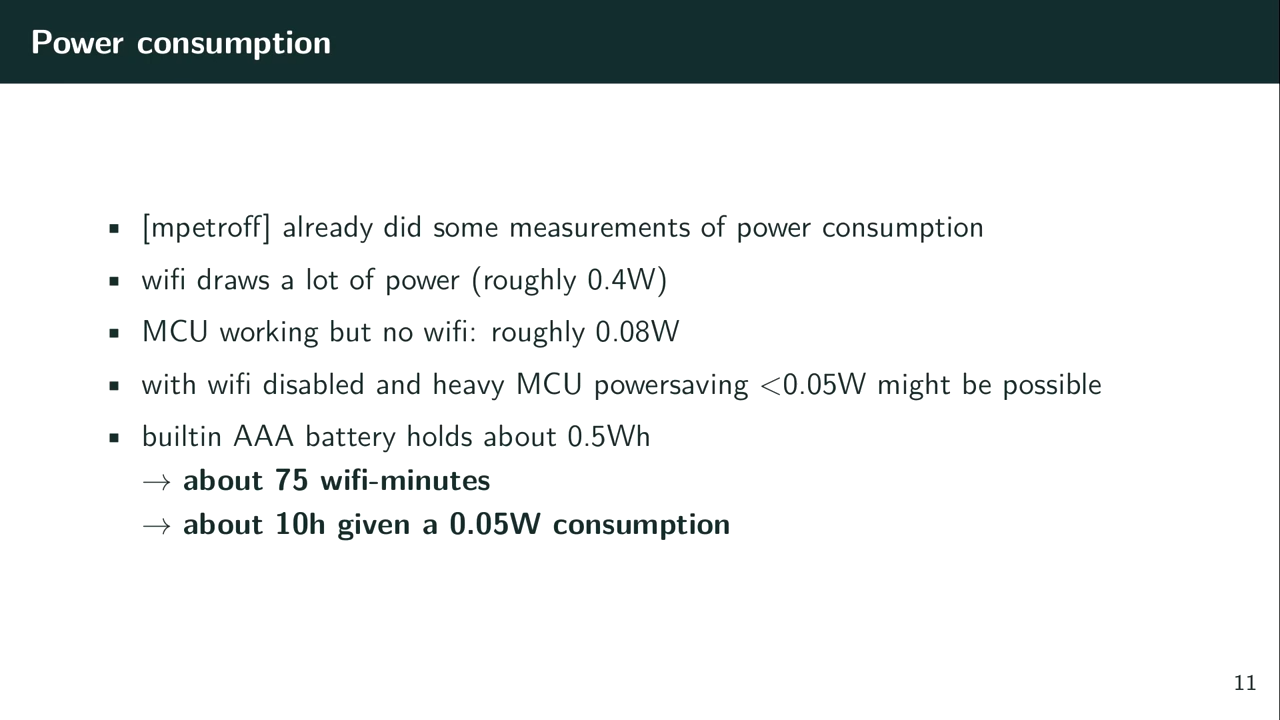 Power consumption
[mpetroff] already did some measurements of power consumption
wifi draws a lot of power (roughly 0.4W)
MCU working but no wifi: roughly 0.08W
with wifi disabled and heavy MCU powersaving <0.05W might be possible
builtin AAA battery holds about 0.5Wh
→ about 75 wifi-minutes
→ about 10h given a 0.05W consumption
11